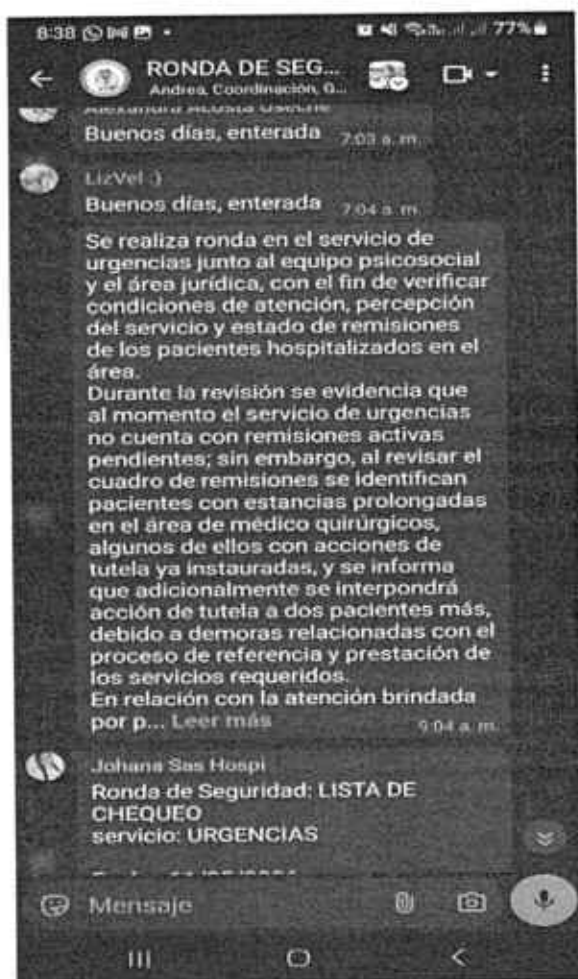 8:38
77%
RONDA DE SEG...
Andrea, Coordinación, G...
Alexandra Acosta Useche
Buenos días, enterada 7:03 a. m.
LizVel :)
Buenos días, enterada 7:04 a. m.
Se realiza ronda en el servicio de
urgencias junto al equipo psicosocial
y el área jurídica, con el fin de verificar
condiciones de atención, percepción
del servicio y estado de remisiones
de los pacientes hospitalizados en el
área.
Durante la revisión se evidencia que
al momento el servicio de urgencias
no cuenta con remisiones activas
pendientes; sin embargo, al revisar el
cuadro de remisiones se identifican
pacientes con estancias prolongadas
en el área de médico quirúrgicos,
algunos de ellos con acciones de
tutela ya instauradas, y se informa
que adicionalmente se interpondrá
acción de tutela a dos pacientes más,
debido a demoras relacionadas con el
proceso de referencia y prestación de
los servicios requeridos.
En relación con la atención brindada
por p... Leer más 9:04 a. m.
Johana Sas Hospi
Ronda de Seguridad: LISTA DE
CHEQUEO
servicio: URGENCIAS
Mensaje